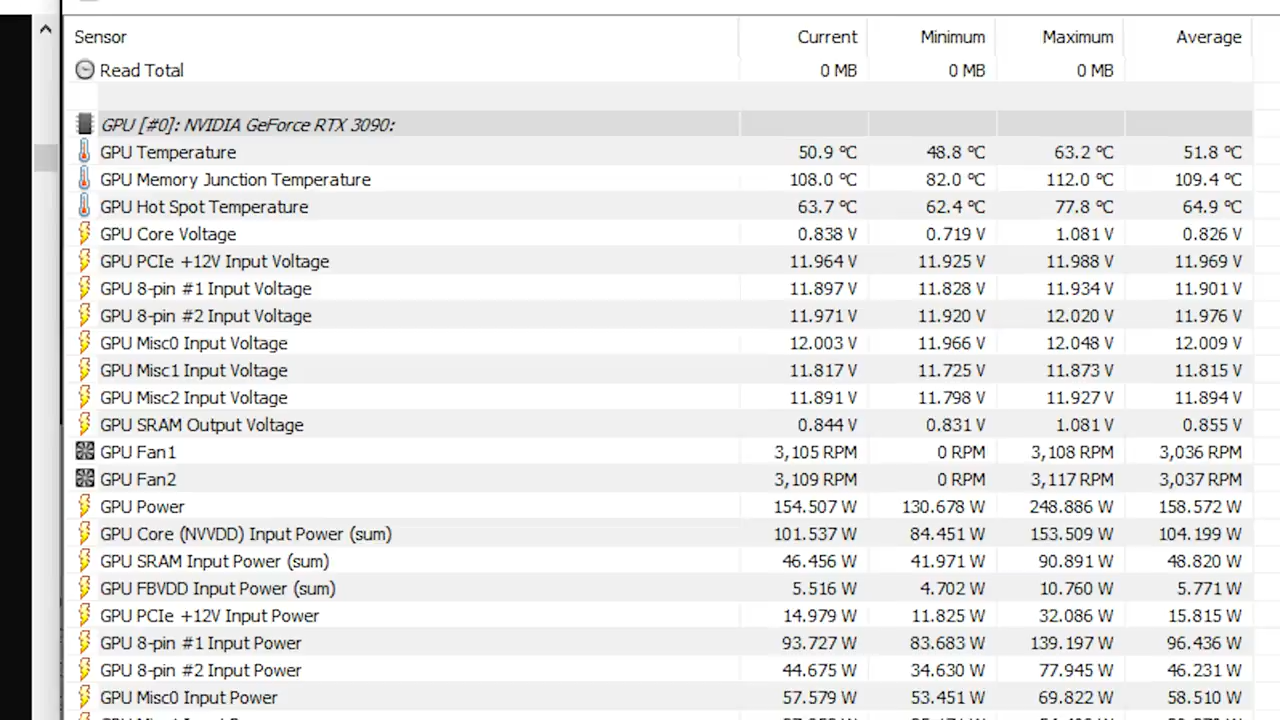 Sensor Current Minimum Maximum Average
Read Total 0 MB 0 MB 0 MB
GPU [#0]: NVIDIA GeForce RTX 3090:
GPU Temperature 50.9 °C 48.8 °C 63.2 °C 51.8 °C
GPU Memory Junction Temperature 108.0 °C 82.0 °C 112.0 °C 109.4 °C
GPU Hot Spot Temperature 63.7 °C 62.4 °C 77.8 °C 64.9 °C
GPU Core Voltage 0.838 V 0.719 V 1.081 V 0.826 V
GPU PCIe +12V Input Voltage 11.964 V 11.925 V 11.988 V 11.969 V
GPU 8-pin #1 Input Voltage 11.897 V 11.828 V 11.934 V 11.901 V
GPU 8-pin #2 Input Voltage 11.971 V 11.920 V 12.020 V 11.976 V
GPU Misc0 Input Voltage 12.003 V 11.966 V 12.048 V 12.009 V
GPU Misc1 Input Voltage 11.817 V 11.725 V 11.873 V 11.815 V
GPU Misc2 Input Voltage 11.891 V 11.798 V 11.927 V 11.894 V
GPU SRAM Output Voltage 0.844 V 0.831 V 1.081 V 0.855 V
GPU Fan1 3,105 RPM 0 RPM 3,108 RPM 3,036 RPM
GPU Fan2 3,109 RPM 0 RPM 3,117 RPM 3,037 RPM
GPU Power 154.507 W 130.678 W 248.886 W 158.572 W
GPU Core (NVVDD) Input Power (sum) 101.537 W 84.451 W 153.509 W 104.199 W
GPU SRAM Input Power (sum) 46.456 W 41.971 W 90.891 W 48.820 W
GPU FBVDD Input Power (sum) 5.516 W 4.702 W 10.760 W 5.771 W
GPU PCIe +12V Input Power 14.979 W 11.825 W 32.086 W 15.815 W
GPU 8-pin #1 Input Power 93.727 W 83.683 W 139.197 W 96.436 W
GPU 8-pin #2 Input Power 44.675 W 34.630 W 77.945 W 46.231 W
GPU Misc0 Input Power 57.579 W 53.451 W 69.822 W 58.510 W